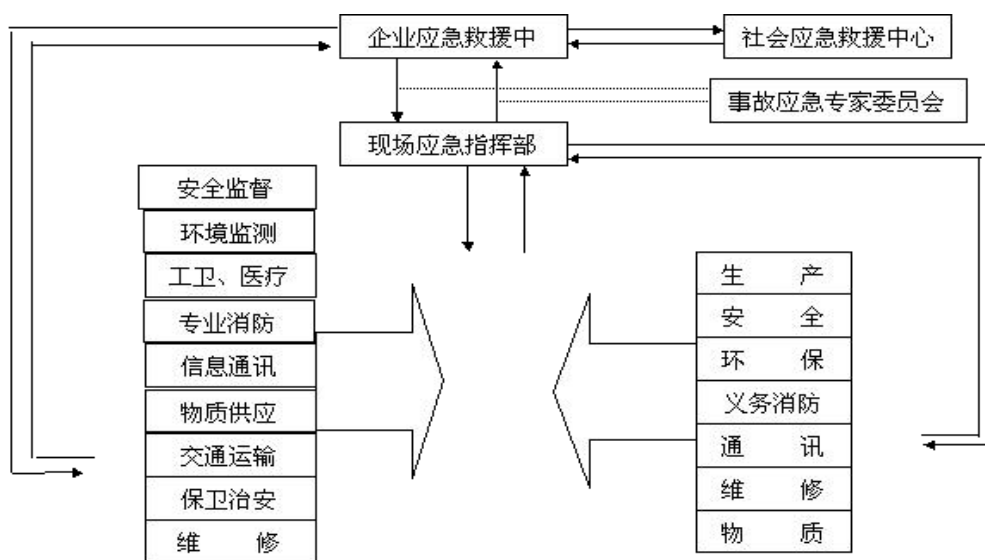 企业应急救援中
社会应急救援中心
事故应急专家委员会
现场应急指挥部
安全监督
环境监测
工卫、医疗
专业消防
信息通讯
物质供应
交通运输
保卫治安
维 修
生 产
安 全
环 保
义务消防
通 讯
维 修
物 质